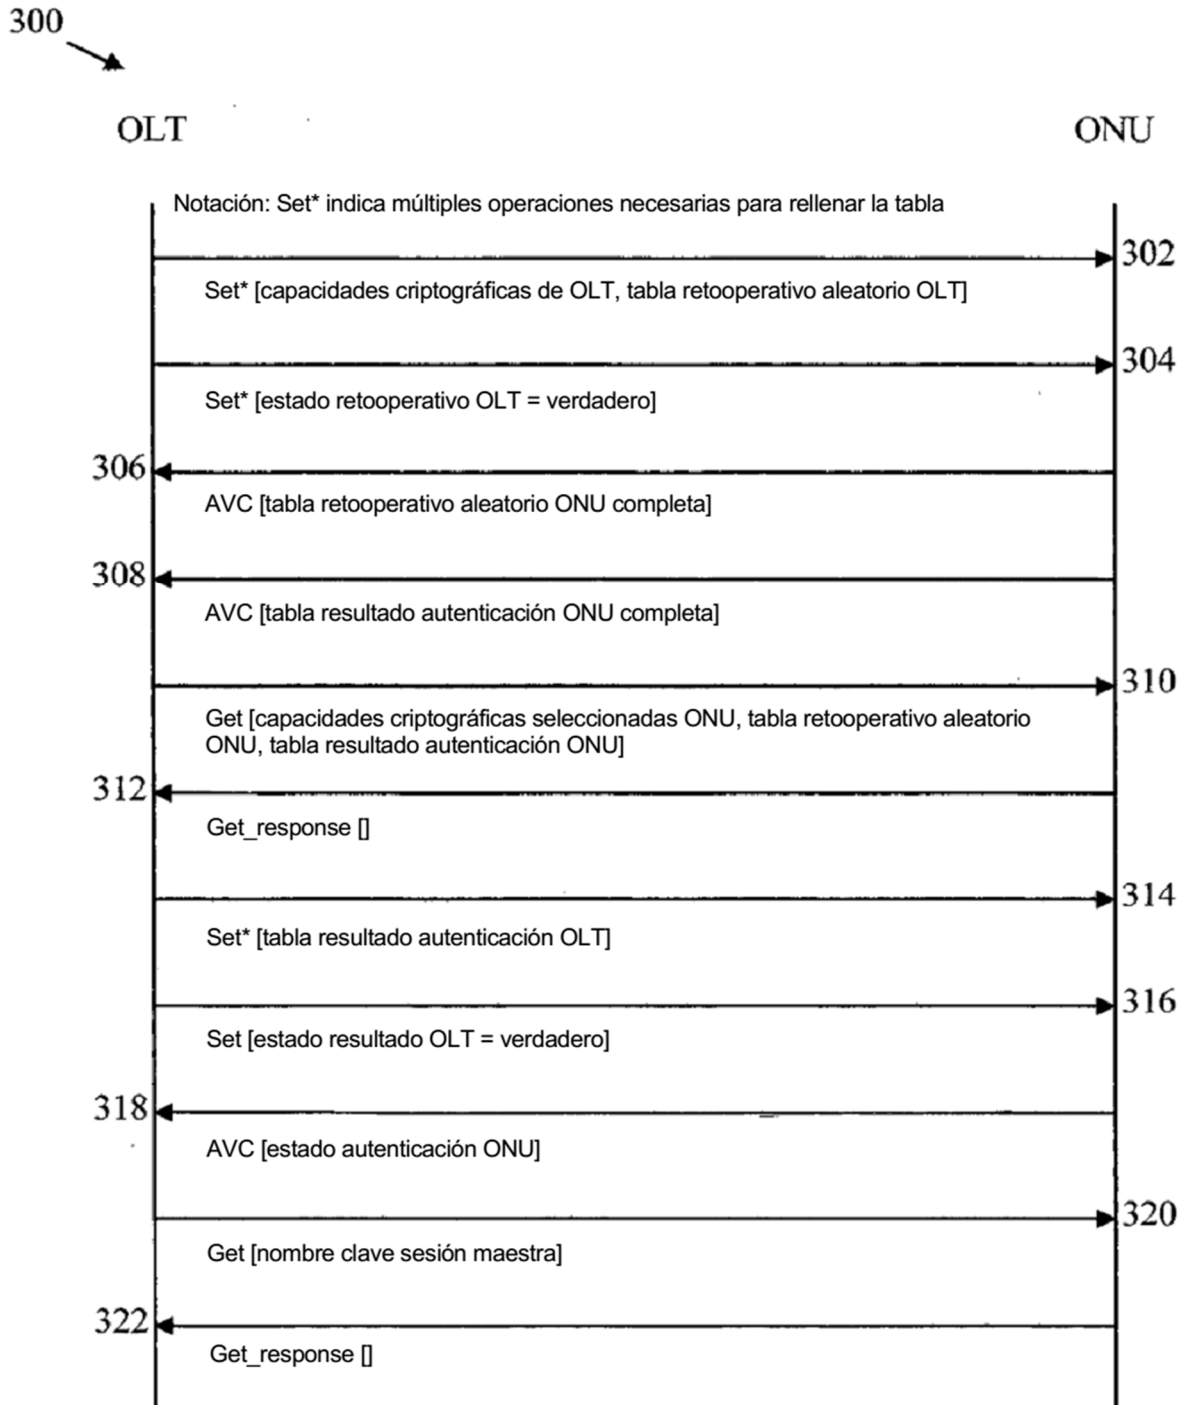 300
OLT
ONU
Notación: Set* indica múltiples operaciones necesarias para rellenar la tabla
302
Set* [capacidades criptográficas de OLT, tabla retooperativo aleatorio OLT]
304
Set* [estado retooperativo OLT = verdadero]
306
AVC [tabla retooperativo aleatorio ONU completa]
308
AVC [tabla resultado autenticación ONU completa]
310
Get [capacidades criptográficas seleccionadas ONU, tabla retooperativo aleatorio
ONU, tabla resultado autenticación ONU]
312
Get_response []
314
Set* [tabla resultado autenticación OLT]
316
Set [estado resultado OLT = verdadero]
318
AVC [estado autenticación ONU]
320
Get [nombre clave sesión maestra]
322
Get_response []